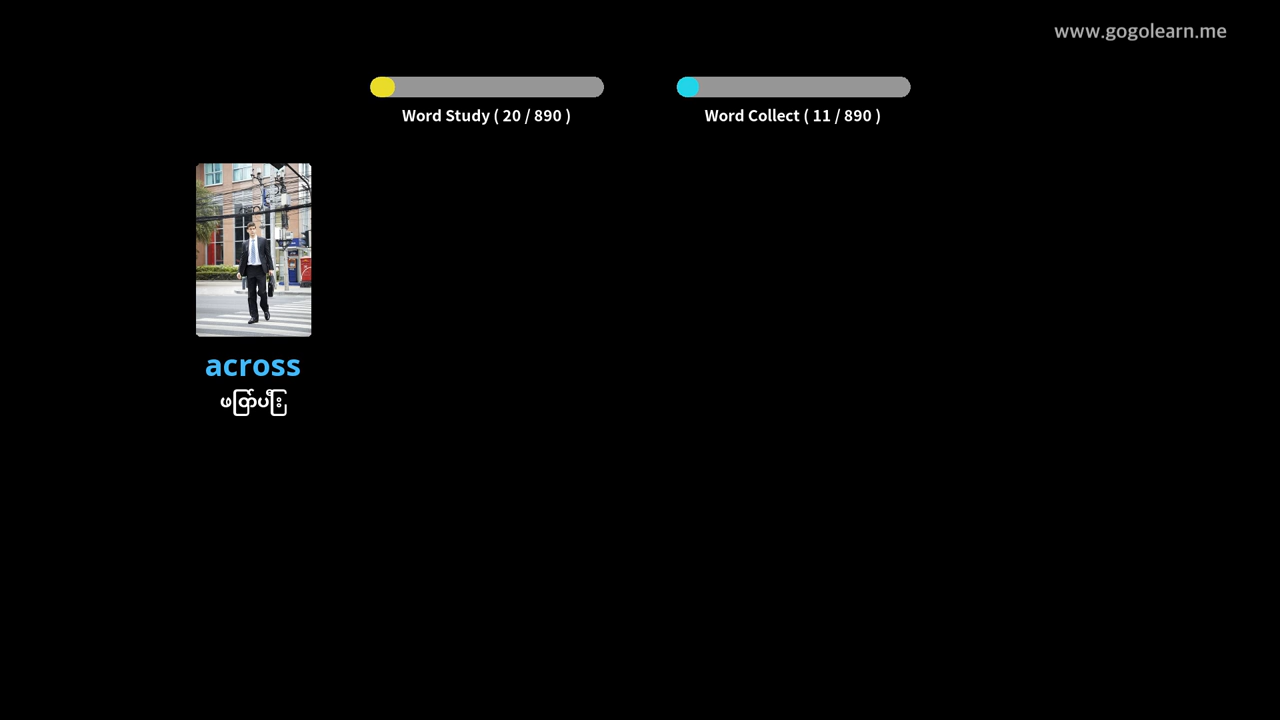 www.gogolearn.me
Word Study ( 20 / 890 )
Word Collect ( 11 / 890 )
across
ဖြတ်ပြီး